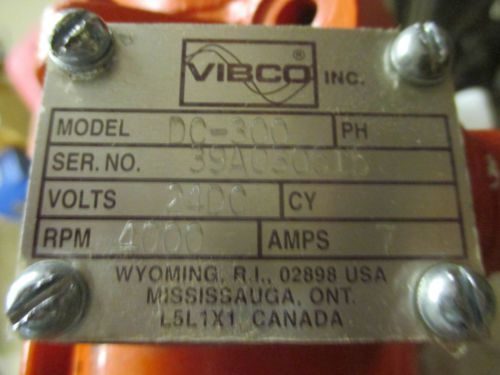 VIBCO® INC.
MODEL DC-300 PH
SER. NO.
VOLTS 24DC CY
RPM 4000 AMPS 7
WYOMING, R.I., 02898 USA
MISSISSAUGA, ONT.
L5L1X1 CANADA